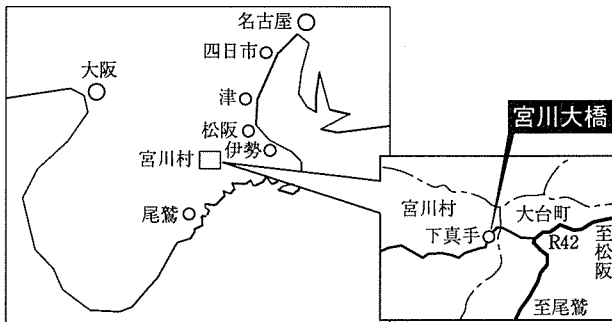 名古屋
四日市
大阪
津
松阪
伊勢
宮川村
尾鷲
宮川大橋
宮川村
大台町
下真手
R42
至松阪
至尾鷲